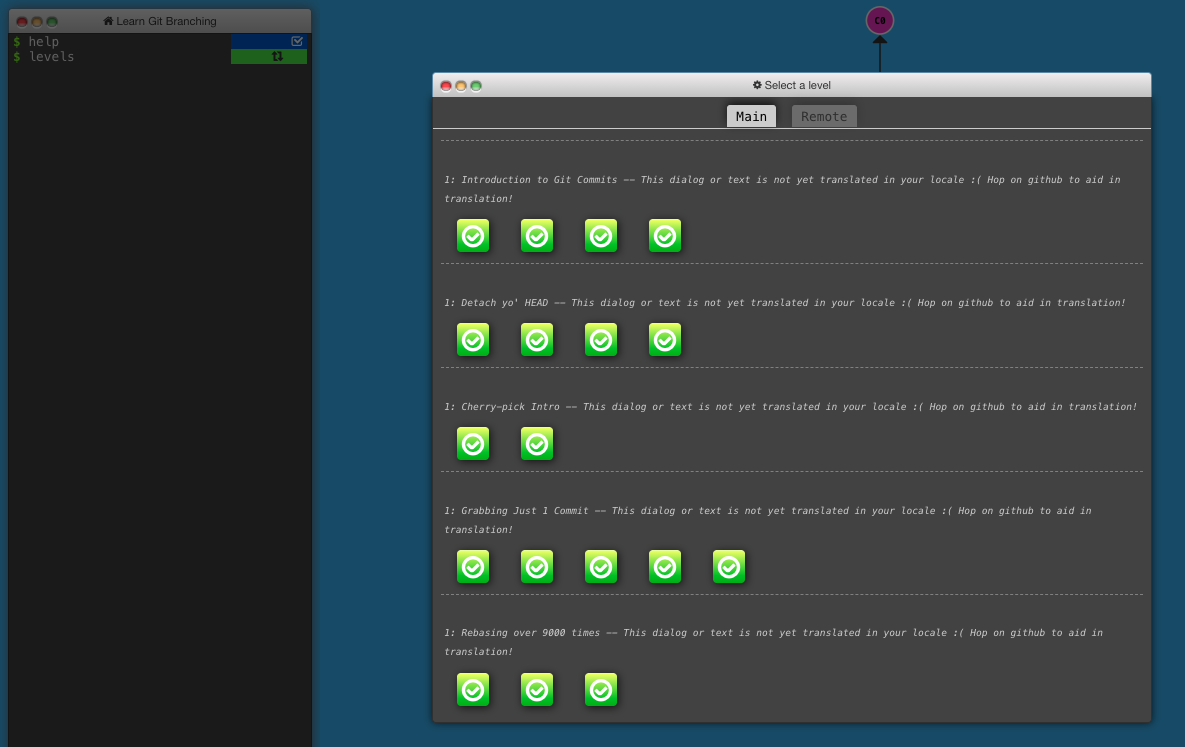 Learn Git Branching
$ help
$ levels
C0
Select a level
Main Remote
1: Introduction to Git Commits -- This dialog or text is not yet translated in your locale :( Hop on github to aid in
translation!
1: Detach yo' HEAD -- This dialog or text is not yet translated in your locale :( Hop on github to aid in translation!
1: Cherry-pick Intro -- This dialog or text is not yet translated in your locale :( Hop on github to aid in translation!
1: Grabbing Just 1 Commit -- This dialog or text is not yet translated in your locale :( Hop on github to aid in
translation!
1: Rebasing over 9000 times -- This dialog or text is not yet translated in your locale :( Hop on github to aid in
translation!